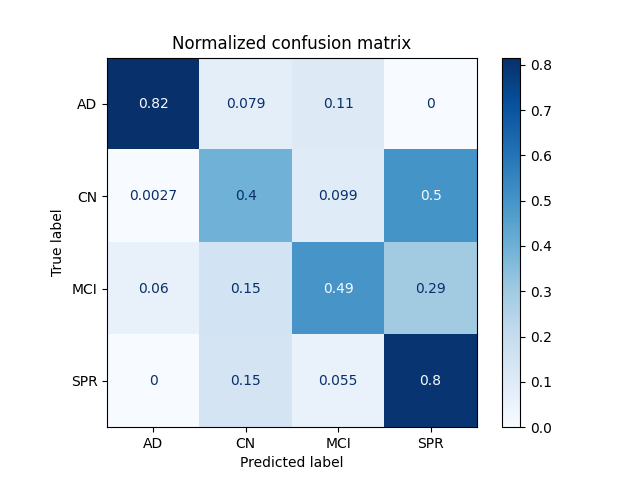 Normalized confusion matrix
True label
AD 0.82 0.079 0.11 0
CN 0.0027 0.4 0.099 0.5
MCI 0.06 0.15 0.49 0.29
SPR 0 0.15 0.055 0.8
AD CN MCI SPR
Predicted label
0.8
0.7
0.6
0.5
0.4
0.3
0.2
0.1
0.0